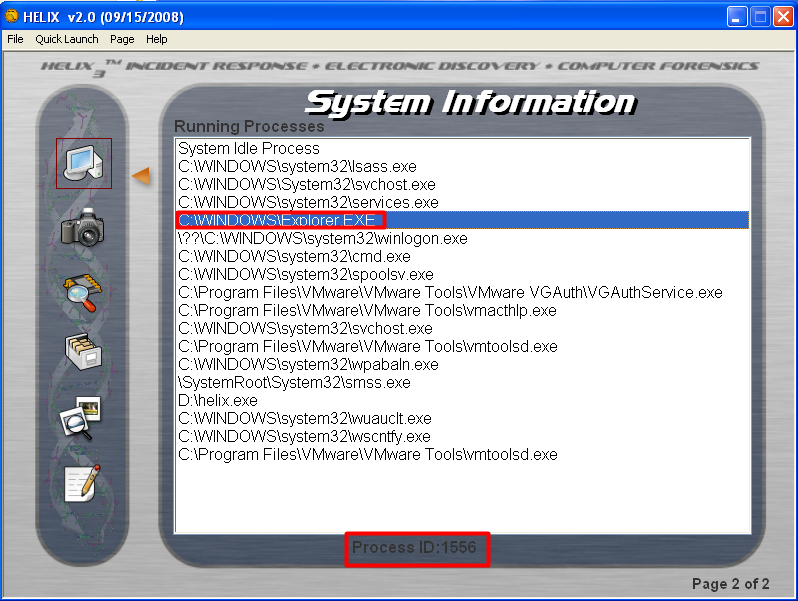 HELIX v2.0 (09/15/2008)
File Quick Launch Page Help
HELIX 3™ INCIDENT RESPONSE • ELECTRONIC DISCOVERY • COMPUTER FORENSICS
System Information
Running Processes
System Idle Process
C:\WINDOWS\system32\lsass.exe
C:\WINDOWS\System32\svchost.exe
C:\WINDOWS\system32\services.exe
C:\WINDOWS\Explorer.EXE
\??\C:\WINDOWS\system32\winlogon.exe
C:\WINDOWS\system32\cmd.exe
C:\WINDOWS\system32\spoolsv.exe
C:\Program Files\VMware\VMware Tools\VMware VGAuth\VGAuthService.exe
C:\Program Files\VMware\VMware Tools\vmacthlp.exe
C:\WINDOWS\system32\svchost.exe
C:\Program Files\VMware\VMware Tools\vmtoolsd.exe
C:\WINDOWS\system32\wpabaln.exe
\SystemRoot\System32\smss.exe
D:\helix.exe
C:\WINDOWS\system32\wuauclt.exe
C:\WINDOWS\system32\wscntfy.exe
C:\Program Files\VMware\VMware Tools\vmtoolsd.exe
Process ID:1556
Page 2 of 2